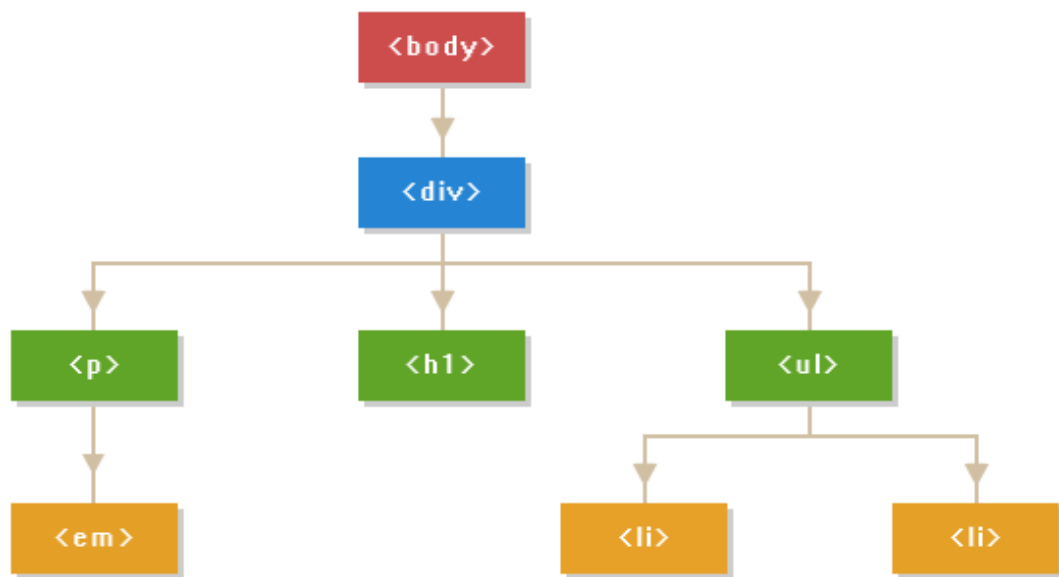 <body>
<div>
<p>
<h1>
<ul>
<em>
<li>
<li>